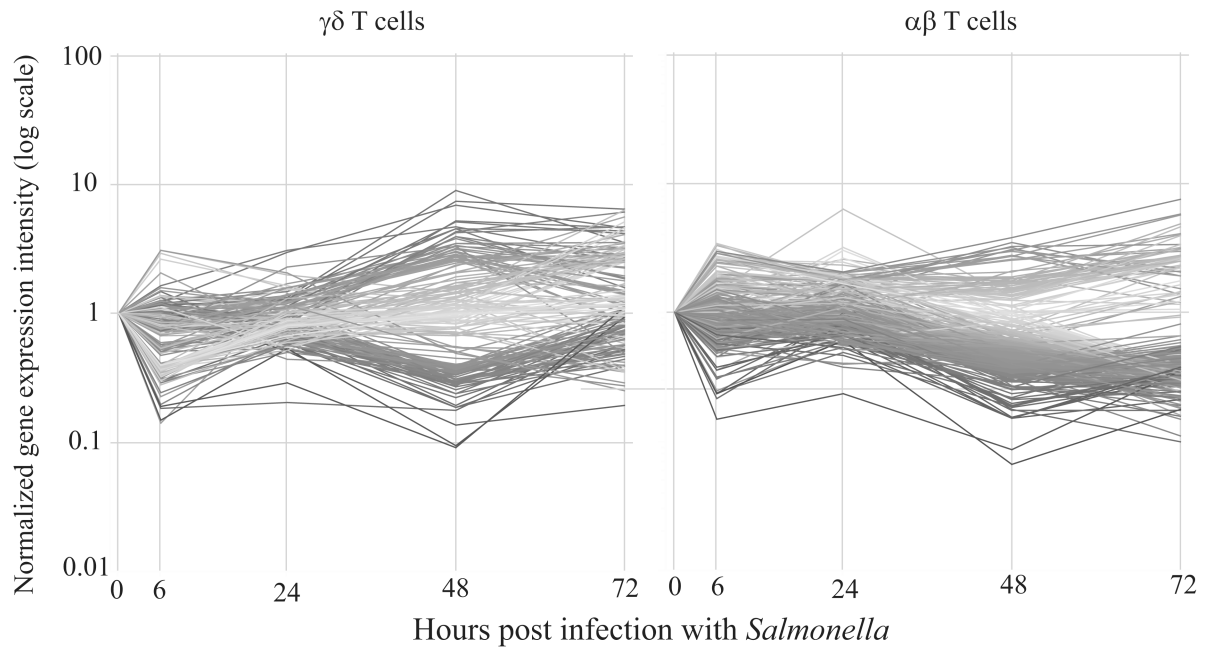 γδ T cells
αβ T cells
Normalized gene expression intensity (log scale)
100
10
1
0.1
0.01
0 6 24 48 72
0 6 24 48 72
Hours post infection with Salmonella